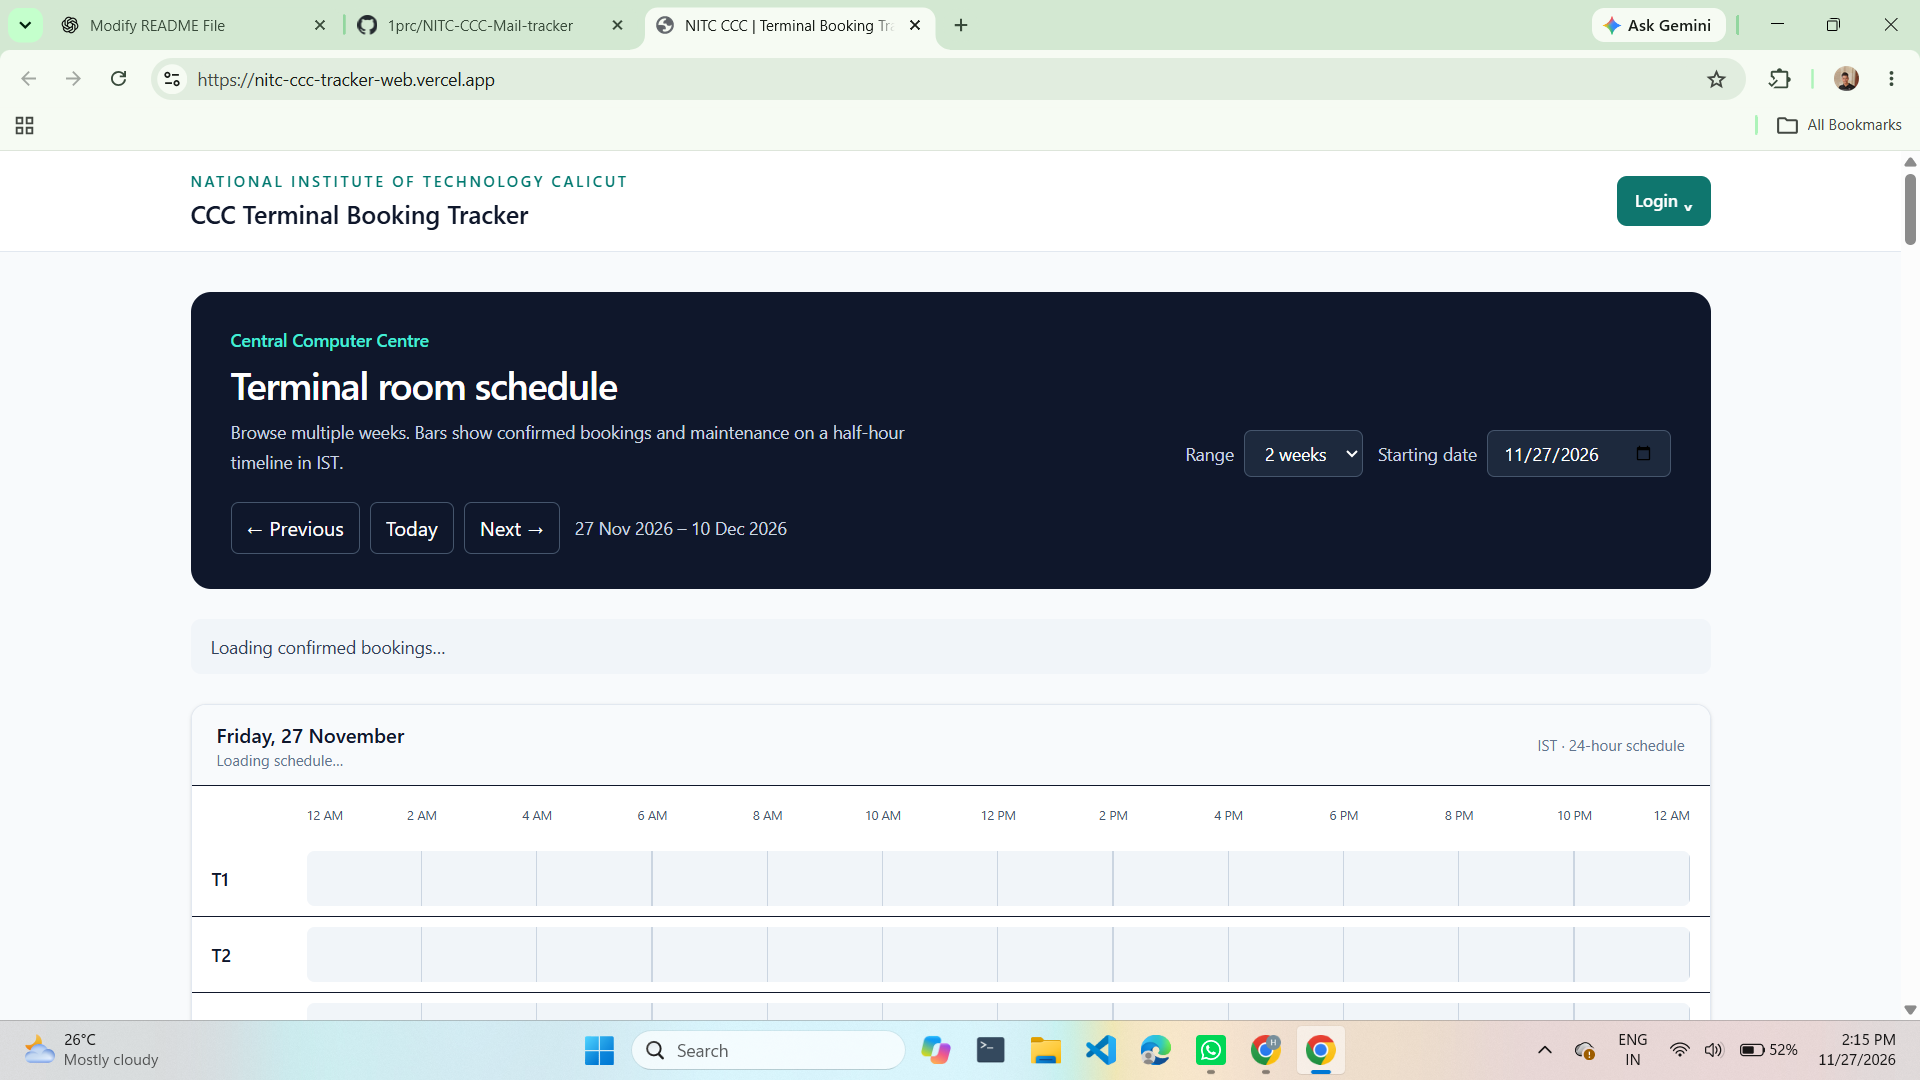 Modify README File
1prc/NITC-CCC-Mail-tracker
NITC CCC | Terminal Booking Tra
Ask Gemini
https://nitc-ccc-tracker-web.vercel.app
All Bookmarks
NATIONAL INSTITUTE OF TECHNOLOGY CALICUT
CCC Terminal Booking Tracker
Login
Central Computer Centre
Terminal room schedule
Browse multiple weeks. Bars show confirmed bookings and maintenance on a half-hour
timeline in IST.
Range 2 weeks Starting date 11/27/2026
← Previous Today Next → 27 Nov 2026 – 10 Dec 2026
Loading confirmed bookings...
Friday, 27 November
Loading schedule...
IST · 24-hour schedule
12 AM 2 AM 4 AM 6 AM 8 AM 10 AM 12 PM 2 PM 4 PM 6 PM 8 PM 10 PM 12 AM
T1
T2
26°C
Mostly cloudy
Search
H
ENG
IN
52%
2:15 PM
11/27/2026